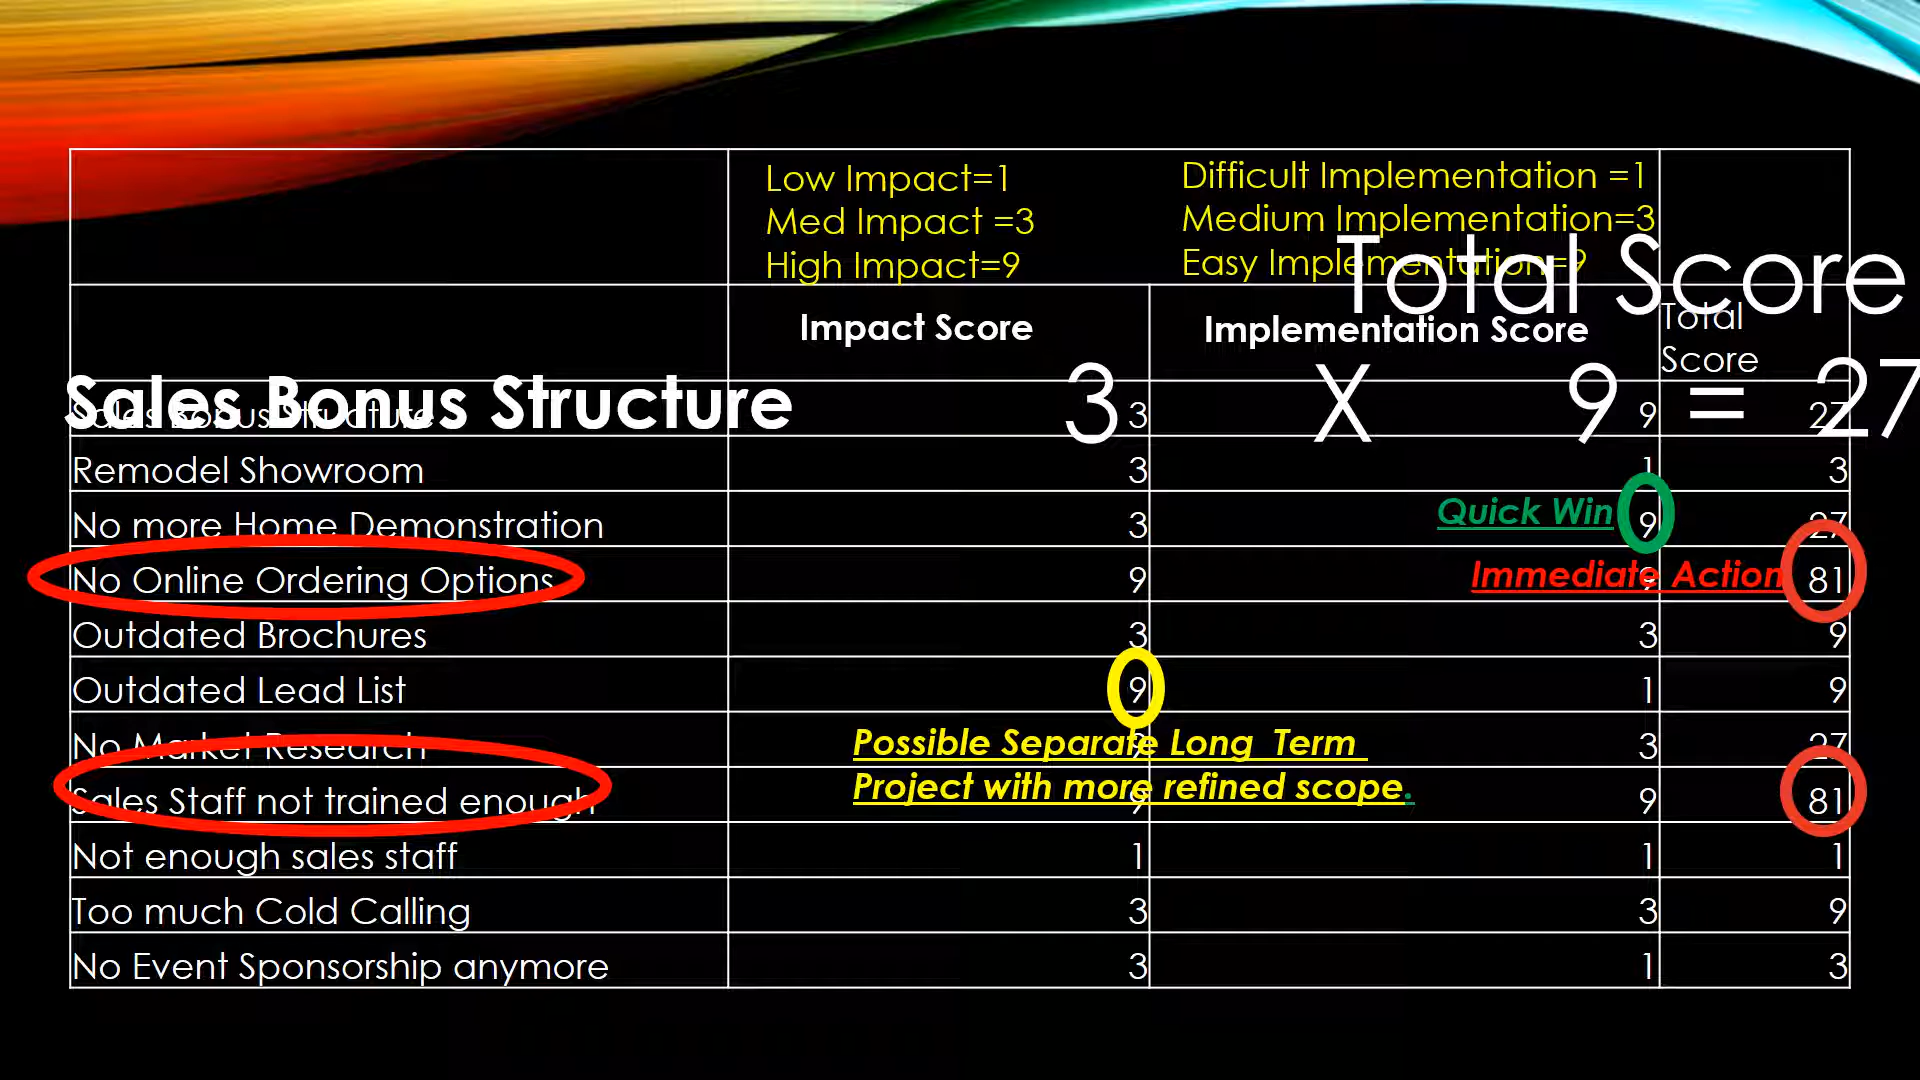 Low Impact=1
Med Impact =3
High Impact=9
Difficult Implementation =1
Medium Implementation=3
Easy Implementation=9
Total Score
Impact Score
Implementation Score
Total
Score
Sales Bonus Structure 3 X 9 = 27
Sales Bonus Structure 3 9 27
Remodel Showroom 3 1 3
No more Home Demonstration 3 9 27
Quick Win
No Online Ordering Options 9 9 81
Immediate Action
Outdated Brochures 3 3 9
Outdated Lead List 9 1 9
No Market Research 9 3 27
Possible Separate Long Term
Project with more refined scope.
Sales Staff not trained enough 9 9 81
Not enough sales staff 1 1 1
Too much Cold Calling 3 3 9
No Event Sponsorship anymore 3 1 3